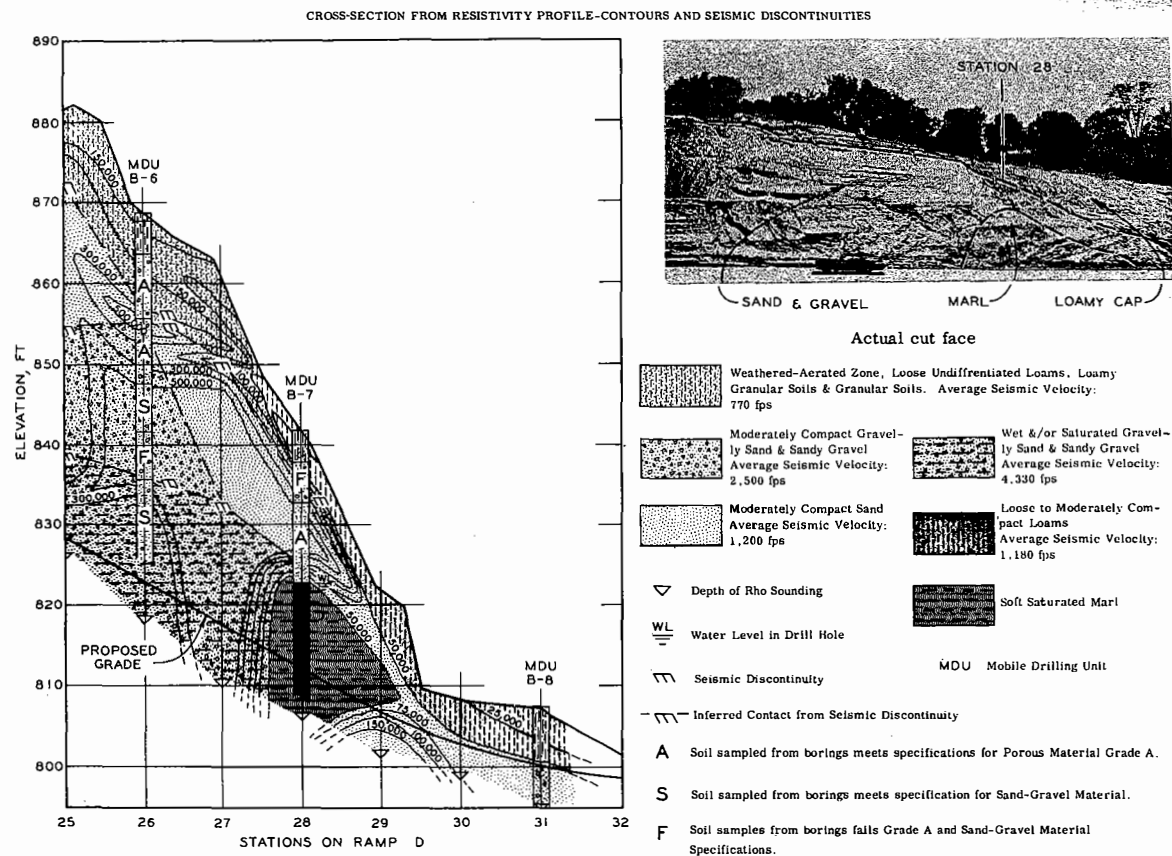 CROSS-SECTION FROM RESISTIVITY PROFILE-CONTOURS AND SEISMIC DISCONTINUITIES
890
880
870
860
850
840
830
820
810
800
ELEVATION, FT
25 26 27 28 29 30 31 32
STATIONS ON RAMP D
MDU
B-6
MDU
B-7
MDU
B-8
A
A
S
F
S
F
A
WL
300,000
300,000
500,000
50,000
25,000
150,000
100,000
PROPOSED
GRADE
STATION 28
SAND & GRAVEL
MARL
LOAMY CAP
Actual cut face
Weathered-Aerated Zone, Loose Undiffrentiated Loams, Loamy
Granular Soils & Granular Soils. Average Seismic Velocity:
770 fps
Moderately Compact Gravel-
ly Sand & Sandy Gravel
Average Seismic Velocity:
2,500 fps
Wet &/or Saturated Gravel-
ly Sand & Sandy Gravel
Average Seismic Velocity:
4,330 fps
Moderately Compact Sand
Average Seismic Velocity:
1,200 fps
Loose to Moderately Com-
pact Loams
Average Seismic Velocity:
1,180 fps
Depth of Rho Sounding
Soft Saturated Marl
WL Water Level in Drill Hole
MDU Mobile Drilling Unit
Seismic Discontinuity
Inferred Contact from Seismic Discontinuity
A Soil sampled from borings meets specifications for Porous Material Grade A.
S Soil sampled from borings meets specification for Sand-Gravel Material.
F Soil samples from borings fails Grade A and Sand-Gravel Material
Specifications.